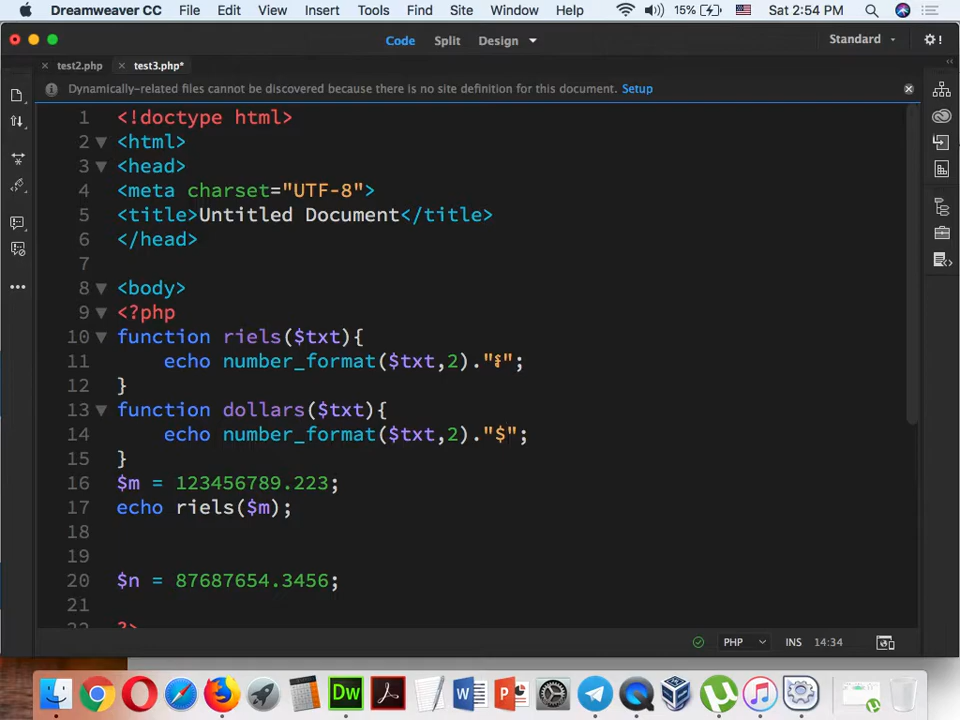 Dreamweaver CC File Edit View Insert Tools Find Site Window Help 15% Sat 2:54 PM
Code Split Design Standard
test2.php test3.php*
Dynamically-related files cannot be discovered because there is no site definition for this document. Setup
1 <!doctype html>
2 <html>
3 <head>
4 <meta charset="UTF-8">
5 <title>Untitled Document</title>
6 </head>
7
8 <body>
9 <?php
10 function riels($txt){
11 echo number_format($txt,2)."៛";
12 }
13 function dollars($txt){
14 echo number_format($txt,2)."$";
15 }
16 $m = 123456789.223;
17 echo riels($m);
18
19
20 $n = 87687654.3456;
21
22 ?>
PHP INS 14:34
Dw W P